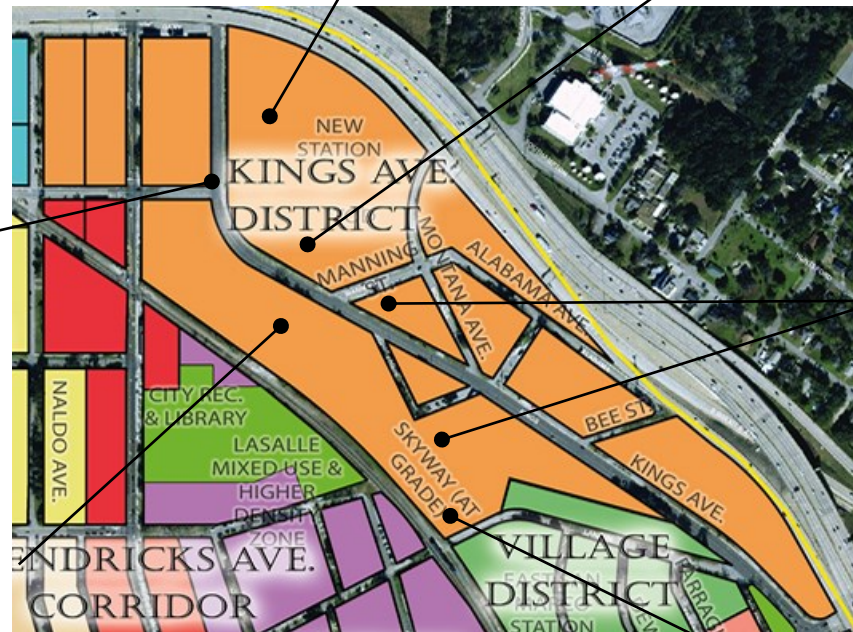 NEW
STATION
KINGS AVE.
DISTRICT
MANNING
ST.
MONTANA AVE.
ALABAMA AVE.
NALDO AVE.
CITY REC.
& LIBRARY
LASALLE
MIXED USE &
HIGHER
DENSITY
ZONE
SKYWAY (AT
GRADE)
BEE ST.
KINGS AVE.
ENDRICKS AVE.
CORRIDOR
VILLAGE
DISTRICT
STATION